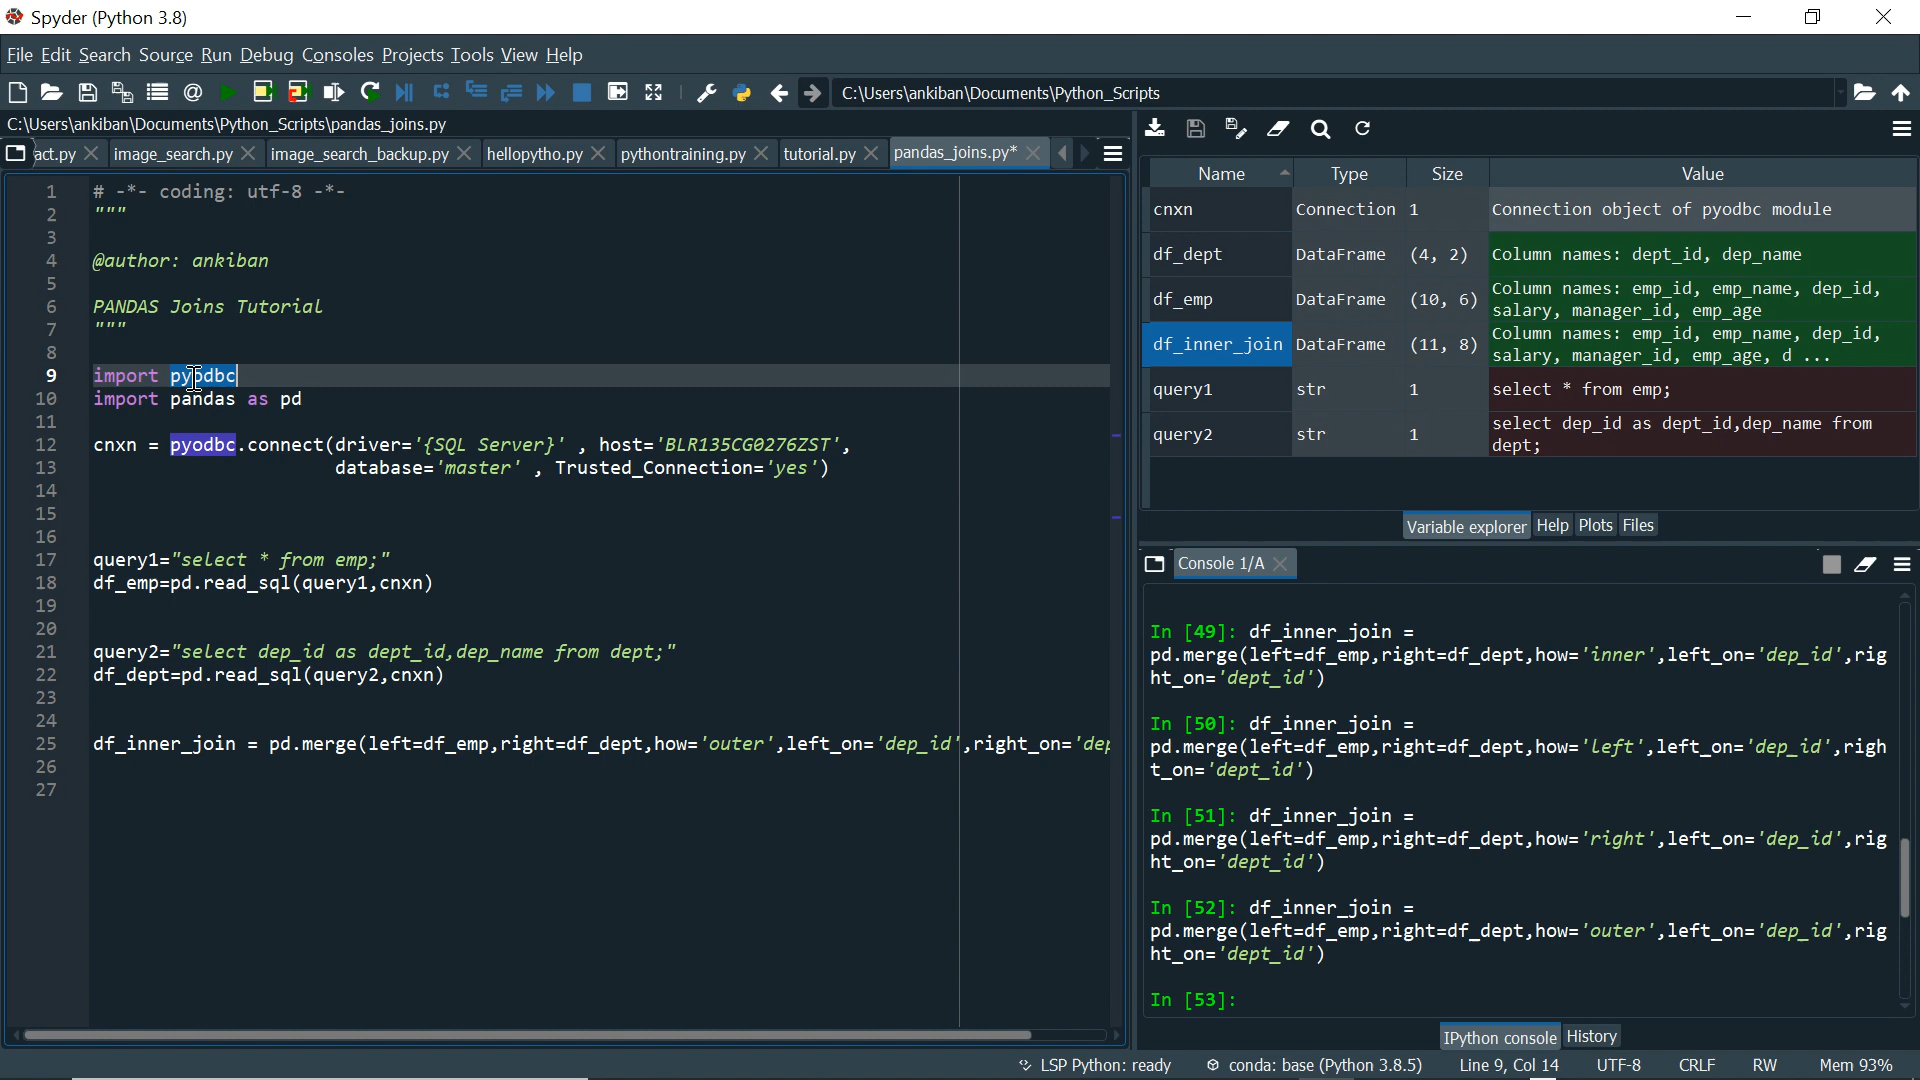 Spyder (Python 3.8)
File Edit Search Source Run Debug Consoles Projects Tools View Help
C:\Users\ankiban\Documents\Python_Scripts
C:\Users\ankiban\Documents\Python_Scripts\pandas_joins.py
act.py image_search.py image_search_backup.py hellopytho.py pythontraining.py tutorial.py pandas_joins.py*
1 # -*- coding: utf-8 -*-
2 """
3
4 @author: ankiban
5
6 PANDAS Joins Tutorial
7 """
8
9 import pyodbc
10 import pandas as pd
11
12 cnxn = pyodbc.connect(driver='{SQL Server}' , host='BLR135CG0276ZST',
13 database='master' , Trusted_Connection='yes')
14
15
16
17 query1="select * from emp;"
18 df_emp=pd.read_sql(query1,cnxn)
19
20
21 query2="select dep_id as dept_id,dep_name from dept;"
22 df_dept=pd.read_sql(query2,cnxn)
23
24
25 df_inner_join = pd.merge(left=df_emp,right=df_dept,how='outer',left_on='dep_id',right_on='dep
26
27
Name Type Size Value
cnxn Connection 1 Connection object of pyodbc module
df_dept DataFrame (4, 2) Column names: dept_id, dep_name
df_emp DataFrame (10, 6) Column names: emp_id, emp_name, dep_id,
salary, manager_id, emp_age
df_inner_join DataFrame (11, 8) Column names: emp_id, emp_name, dep_id,
salary, manager_id, emp_age, d ...
query1 str 1 select * from emp;
query2 str 1 select dep_id as dept_id,dep_name from
dept;
Variable explorer Help Plots Files
Console 1/A
In [49]: df_inner_join =
pd.merge(left=df_emp,right=df_dept,how='inner',left_on='dep_id',rig
ht_on='dept_id')
In [50]: df_inner_join =
pd.merge(left=df_emp,right=df_dept,how='left',left_on='dep_id',righ
t_on='dept_id')
In [51]: df_inner_join =
pd.merge(left=df_emp,right=df_dept,how='right',left_on='dep_id',rig
ht_on='dept_id')
In [52]: df_inner_join =
pd.merge(left=df_emp,right=df_dept,how='outer',left_on='dep_id',rig
ht_on='dept_id')
In [53]:
IPython console History
LSP Python: ready conda: base (Python 3.8.5) Line 9, Col 14 UTF-8 CRLF RW Mem 93%